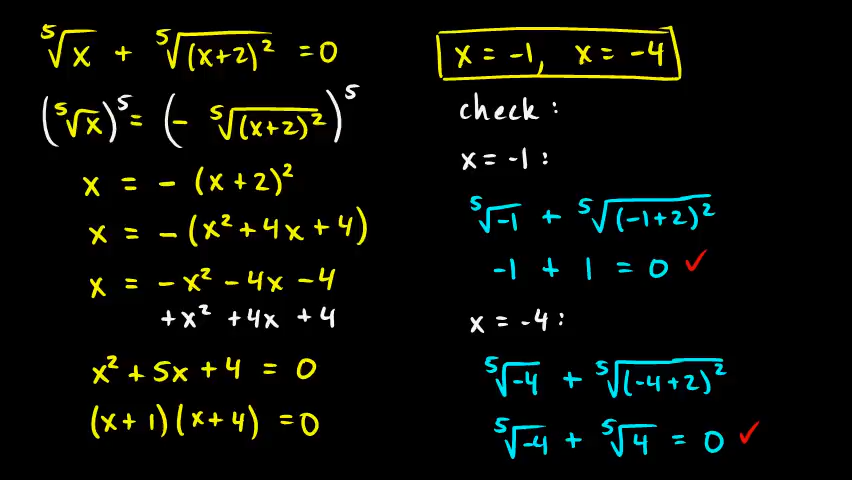 ⁵√x + ⁵√(x+2)² = 0
(⁵√x)⁵ = (- ⁵√(x+2)²)⁵
x = -(x+2)²
x = -(x² + 4x + 4)
x = -x² - 4x - 4
+x² +4x +4
x² + 5x + 4 = 0
(x+1)(x+4) = 0
x = -1, x = -4
check:
x = -1:
⁵√-1 + ⁵√(-1+2)²
-1 + 1 = 0 ✓
x = -4:
⁵√-4 + ⁵√(-4+2)²
⁵√-4 + ⁵√4 = 0 ✓